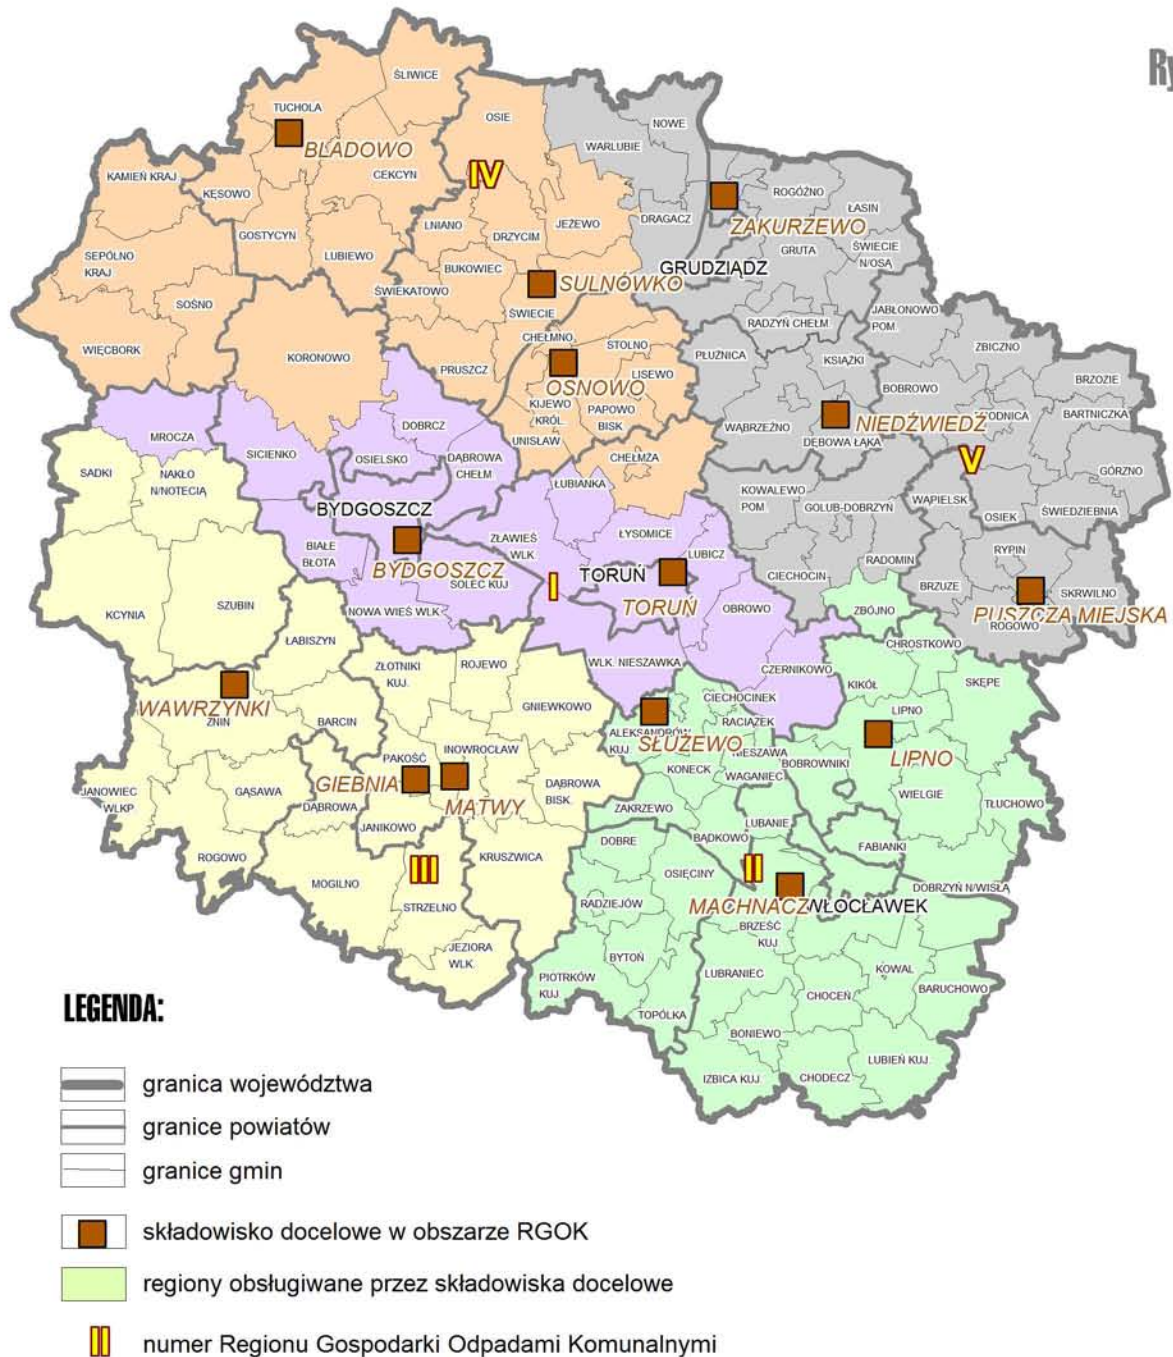 Ry
ŚLIWICE
TUCHOLA
BLADOWO
OSIE
NOWE
WARLUBIE
KAMIEŃ KRAJ.
KĘSOWO
CEKCYN
IV
ROGÓŹNO
ZAKURZEWO
ŁASIN
DRAGACZ
GOSTYCYN
LNIANO
DRZYCIM
JEŻEWO
GRUTA
ŚWIECIE
N/OSĄ
SEPÓLNO
KRAJ
LUBIEWO
BUKOWIEC
GRUDZIĄDZ
SULNÓWKO
SOŚNO
ŚWIEKATOWO
ŚWIECIE
JABŁONOWO
POM.
RADZYŃ CHEŁM.
CHEŁMNO
STOLNO
WIĘCBORK
KORONOWO
PRUSZCZ
OSNOWO
LISEWO
PŁUŻNICA
KSIĄŻKI
ZBICZNO
BOBROWO
BRZOZIE
KIJEWO
KRÓL.
PAPOWO
BISK.
NIEDŹWIEDŹ
ODNICA
BARTNICZKA
MROCZA
DOBRCZ
UNISŁAW
WĄBRZEŹNO
DĘBOWA ŁĄKA
SICIENKO
OSIELSKO
DĄBROWA
CHEŁM
CHEŁMŻA
V
GÓRZNO
SADKI
NAKŁO
N/NOTECIĄ
ŁUBIANKA
KOWALEWO
POM.
GOLUB-DOBRZYŃ
WĄPIELSK
OSIEK
ŚWIEDZIEBNIA
BYDGOSZCZ
ZŁAWIEŚ
WLK.
ŁYSOMICE
LUBICZ
BIAŁE
BŁOTA
BYDGOSZCZ
SOLEC KUJ
I
TORUŃ
TORUŃ
CIECHOCIN
RADOMIN
RYPIN
BRZUZE
SKRWILNO
PUSZCZA MIEJSKA
ROGOWO
KCYNIA
SZUBIN
NOWA WIEŚ WLK
OBROWO
ZBÓJNO
ŁABISZYN
ZŁOTNIKI
KUJ.
ROJEWO
WLK. NIESZAWKA
CHROSTKOWO
CZERNIKOWO
KIKÓŁ
SKĘPE
WAWRZYNKI
ŻNIN
BARCIN
GNIEWKOWO
CIECHOCINEK
RACIĄŻEK
LIPNO
ALEKSANDRÓW
KUJ.
SŁUŻEWO
PAKOŚĆ
INOWROCŁAW
KONECK
NIESZAWA
WAGANIEC
BOBROWNIKI
LIPNO
GIEBNIA
MĄTWY
JANOWIEC
WLKP.
GĄSAWA
DĄBROWA
DĄBROWA
BISK.
WIELGIE
TŁUCHOWO
ZAKRZEWO
JANIKOWO
LUBANIE
BĄDKOWO
DOBRE
FABIANKI
ROGOWO
KRUSZWICA
MOGILNO
III
OSIĘCINY
II
DOBRZYŃ N/WISŁĄ
STRZELNO
RADZIEJÓW
MACHNACZ
WŁOCŁAWEK
BRZEŚĆ
KUJ.
JEZIORA
WLK.
BYTOŃ
KOWAL
PIOTRKÓW
KUJ.
LUBRANIEC
BARUCHOWO
CHOCEŃ
TOPÓLKA
BONIEWO
LUBIEŃ KUJ.
IZBICA KUJ.
CHODECZ
LEGENDA:
granica województwa
granice powiatów
granice gmin
składowisko docelowe w obszarze RGOK
regiony obsługiwane przez składowiska docelowe
II numer Regionu Gospodarki Odpadami Komunalnymi